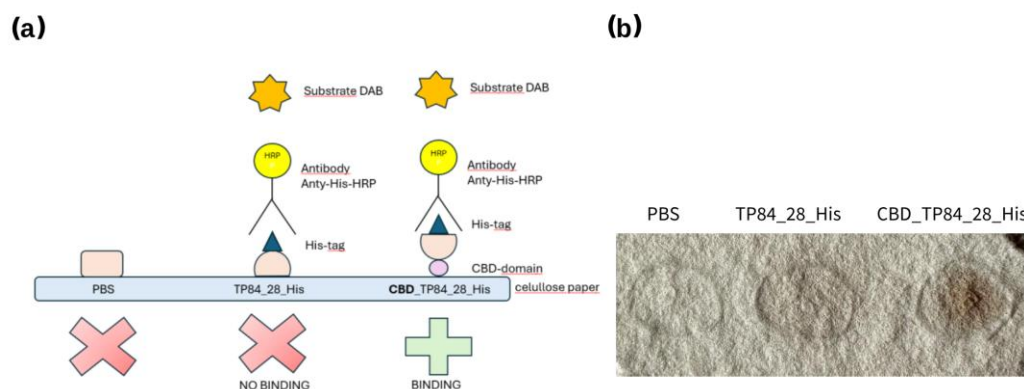 (a)
Substrate DAB
Substrate DAB
HRP
Antibody
Anty-His-HRP
HRP
Antibody
Anty-His-HRP
His-tag
His-tag
CBD-domain
PBS
TP84_28_His
CBD_TP84_28_His
celullose paper
NO BINDING
BINDING
(b)
PBS
TP84_28_His
CBD_TP84_28_His